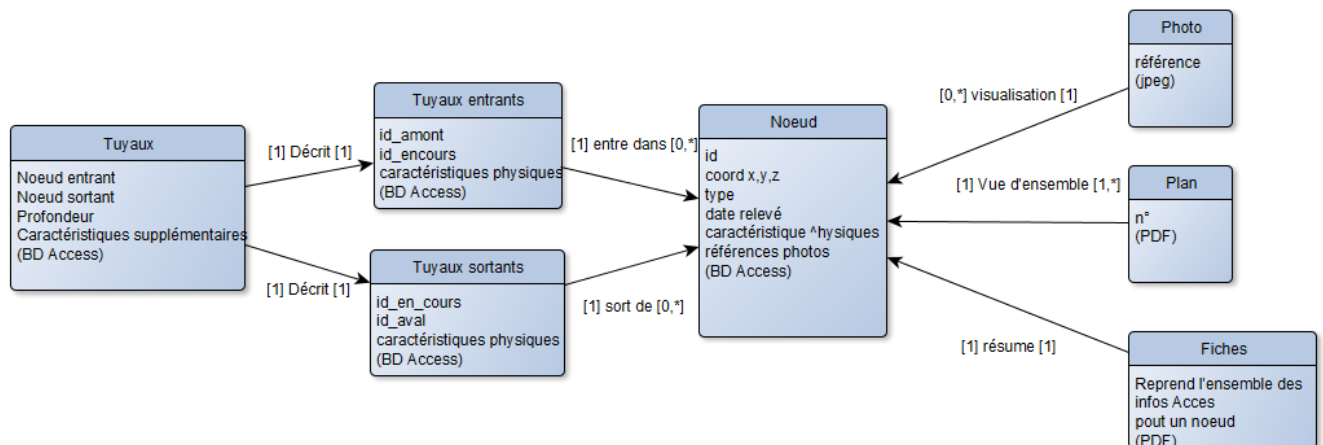 Tuyaux
Noeud entrant
Noeud sortant
Profondeur
Caractéristiques supplémentaires
(BD Access)
[1] Décrit [1]
[1] Décrit [1]
Tuyaux entrants
id_amont
id_encours
caractéristiques physiques
(BD Access)
Tuyaux sortants
id_en_cours
id_aval
caractéristiques physiques
(BD Access)
[1] entre dans [0,*]
[1] sort de [0,*]
Noeud
id
coord x,y,z
type
date relevé
caractéristique ^hysiques
références photos
(BD Access)
[0,*] visualisation [1]
[1] Vue d'ensemble [1,*]
[1] résume [1]
Photo
référence
(jpeg)
Plan
n°
(PDF)
Fiches
Reprend l'ensemble des
infos Acces
pout un noeud
(PDF)